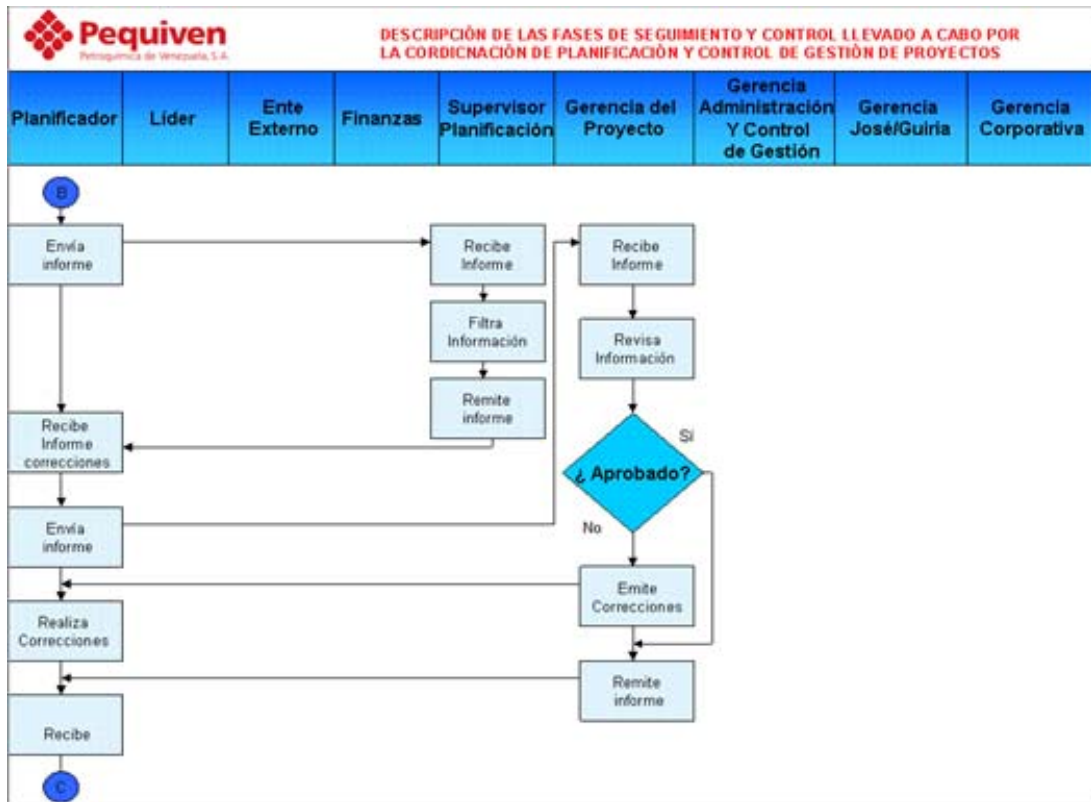 Pequiven
Petroquímica de Venezuela, S.A.
DESCRIPCIÓN DE LAS FASES DE SEGUIMIENTO Y CONTROL LLEVADO A CABO POR
LA CORDICNACIÓN DE PLANIFICACIÓN Y CONTROL DE GESTIÓN DE PROYECTOS
Planificador
Líder
Ente
Externo
Finanzas
Supervisor
Planificación
Gerencia del
Proyecto
Gerencia
Administración
Y Control
de Gestión
Gerencia
José/Guiria
Gerencia
Corporativa
B
Envía
informe
Recibe
Informe
Recibe
Informe
Filtra
Información
Revisa
Información
Remite
informe
Recibe
Informe
correcciones
Si
¿ Aprobado?
No
Envía
informe
Emite
Correcciones
Realiza
Correcciones
Remite
informe
Recibe
C